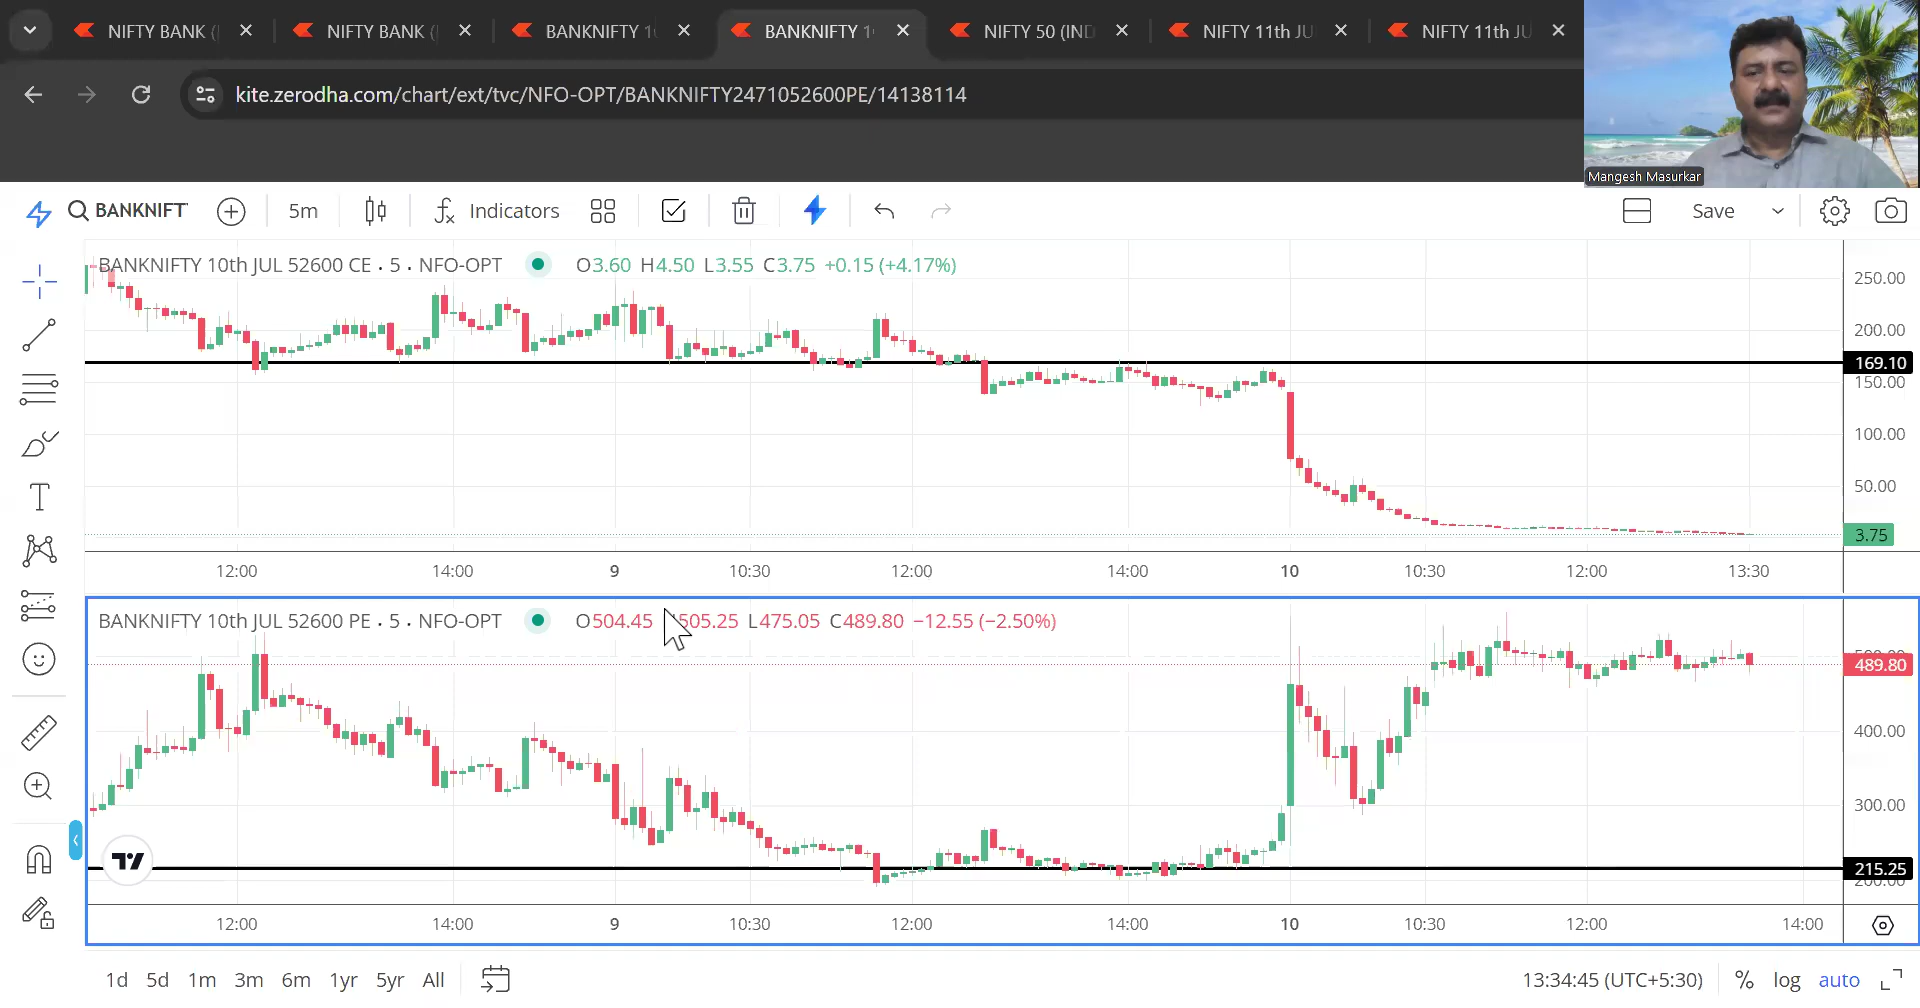 NIFTY BANK ( NIFTY BANK ( BANKNIFTY 1 BANKNIFTY 1 NIFTY 50 (IND NIFTY 11th JU NIFTY 11th JU
kite.zerodha.com/chart/ext/tvc/NFO-OPT/BANKNIFTY2471052600PE/14138114
Mangesh Masurkar
BANKNIFT 5m Indicators Save
BANKNIFTY 10th JUL 52600 CE . 5 . NFO-OPT O3.60 H4.50 L3.55 C3.75 +0.15 (+4.17%)
250.00
200.00
169.10
150.00
100.00
50.00
3.75
12:00 14:00 9 10:30 12:00 14:00 10 10:30 12:00 13:30
BANKNIFTY 10th JUL 52600 PE . 5 . NFO-OPT O504.45 505.25 L475.05 C489.80 −12.55 (−2.50%)
489.80
400.00
300.00
215.25
200.00
12:00 14:00 9 10:30 12:00 14:00 10 10:30 12:00 14:00
1d 5d 1m 3m 6m 1yr 5yr All 13:34:45 (UTC+5:30) % log auto